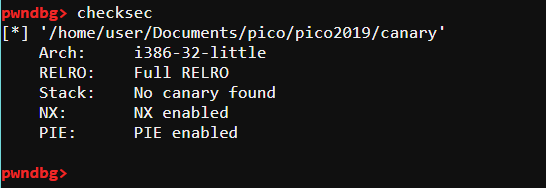 pwndbg> checksec
[*] '/home/user/Documents/pico/pico2019/canary'
    Arch:     i386-32-little
    RELRO:    Full RELRO
    Stack:    No canary found
    NX:       NX enabled
    PIE:      PIE enabled
pwndbg>